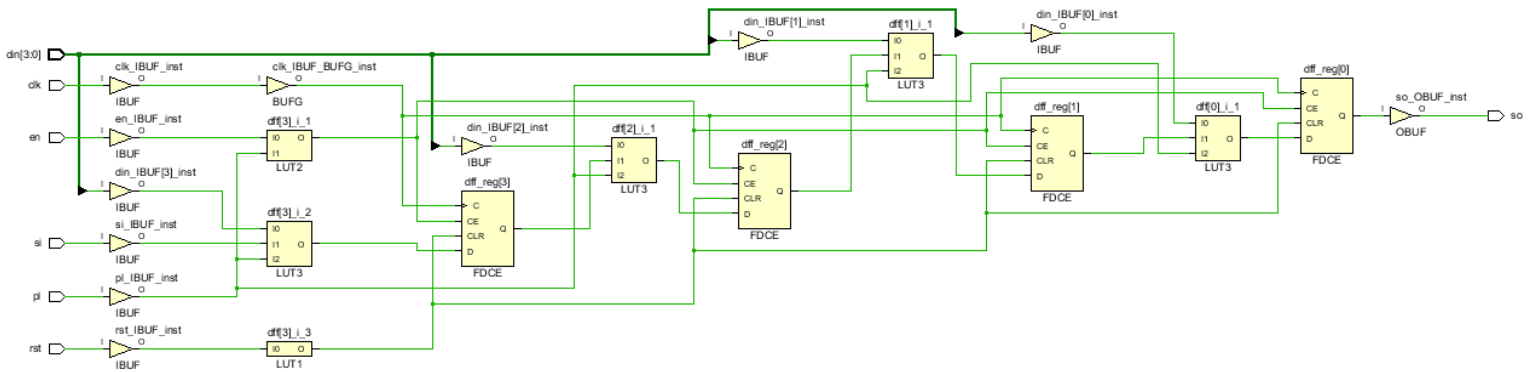 din_IBUF[1]_inst
dff[1]_i_1
din_IBUF[0]_inst
I
O
IBUF
I0
I1
I2
O
LUT3
I
O
IBUF
din[3:0]
clk
clk_IBUF_inst
I
O
IBUF
clk_IBUF_BUFG_inst
I
O
BUFG
dff_reg[0]
C
CE
CLR
D
Q
FDCE
so_OBUF_inst
I
O
OBUF
so
en
en_IBUF_inst
I
O
IBUF
dff[3]_i_1
I0
I1
O
LUT2
din_IBUF[2]_inst
I
O
IBUF
dff[2]_i_1
I0
I1
I2
O
LUT3
dff_reg[2]
C
CE
CLR
D
Q
FDCE
dff_reg[1]
C
CE
CLR
D
Q
FDCE
dff[0]_i_1
I0
I1
I2
O
LUT3
din_IBUF[3]_inst
I
O
IBUF
dff_reg[3]
C
CE
CLR
D
Q
FDCE
si
si_IBUF_inst
I
O
IBUF
dff[3]_i_2
I0
I1
I2
O
LUT3
pl
pl_IBUF_inst
I
O
IBUF
rst
rst_IBUF_inst
I
O
IBUF
dff[3]_i_3
I0
O
LUT1